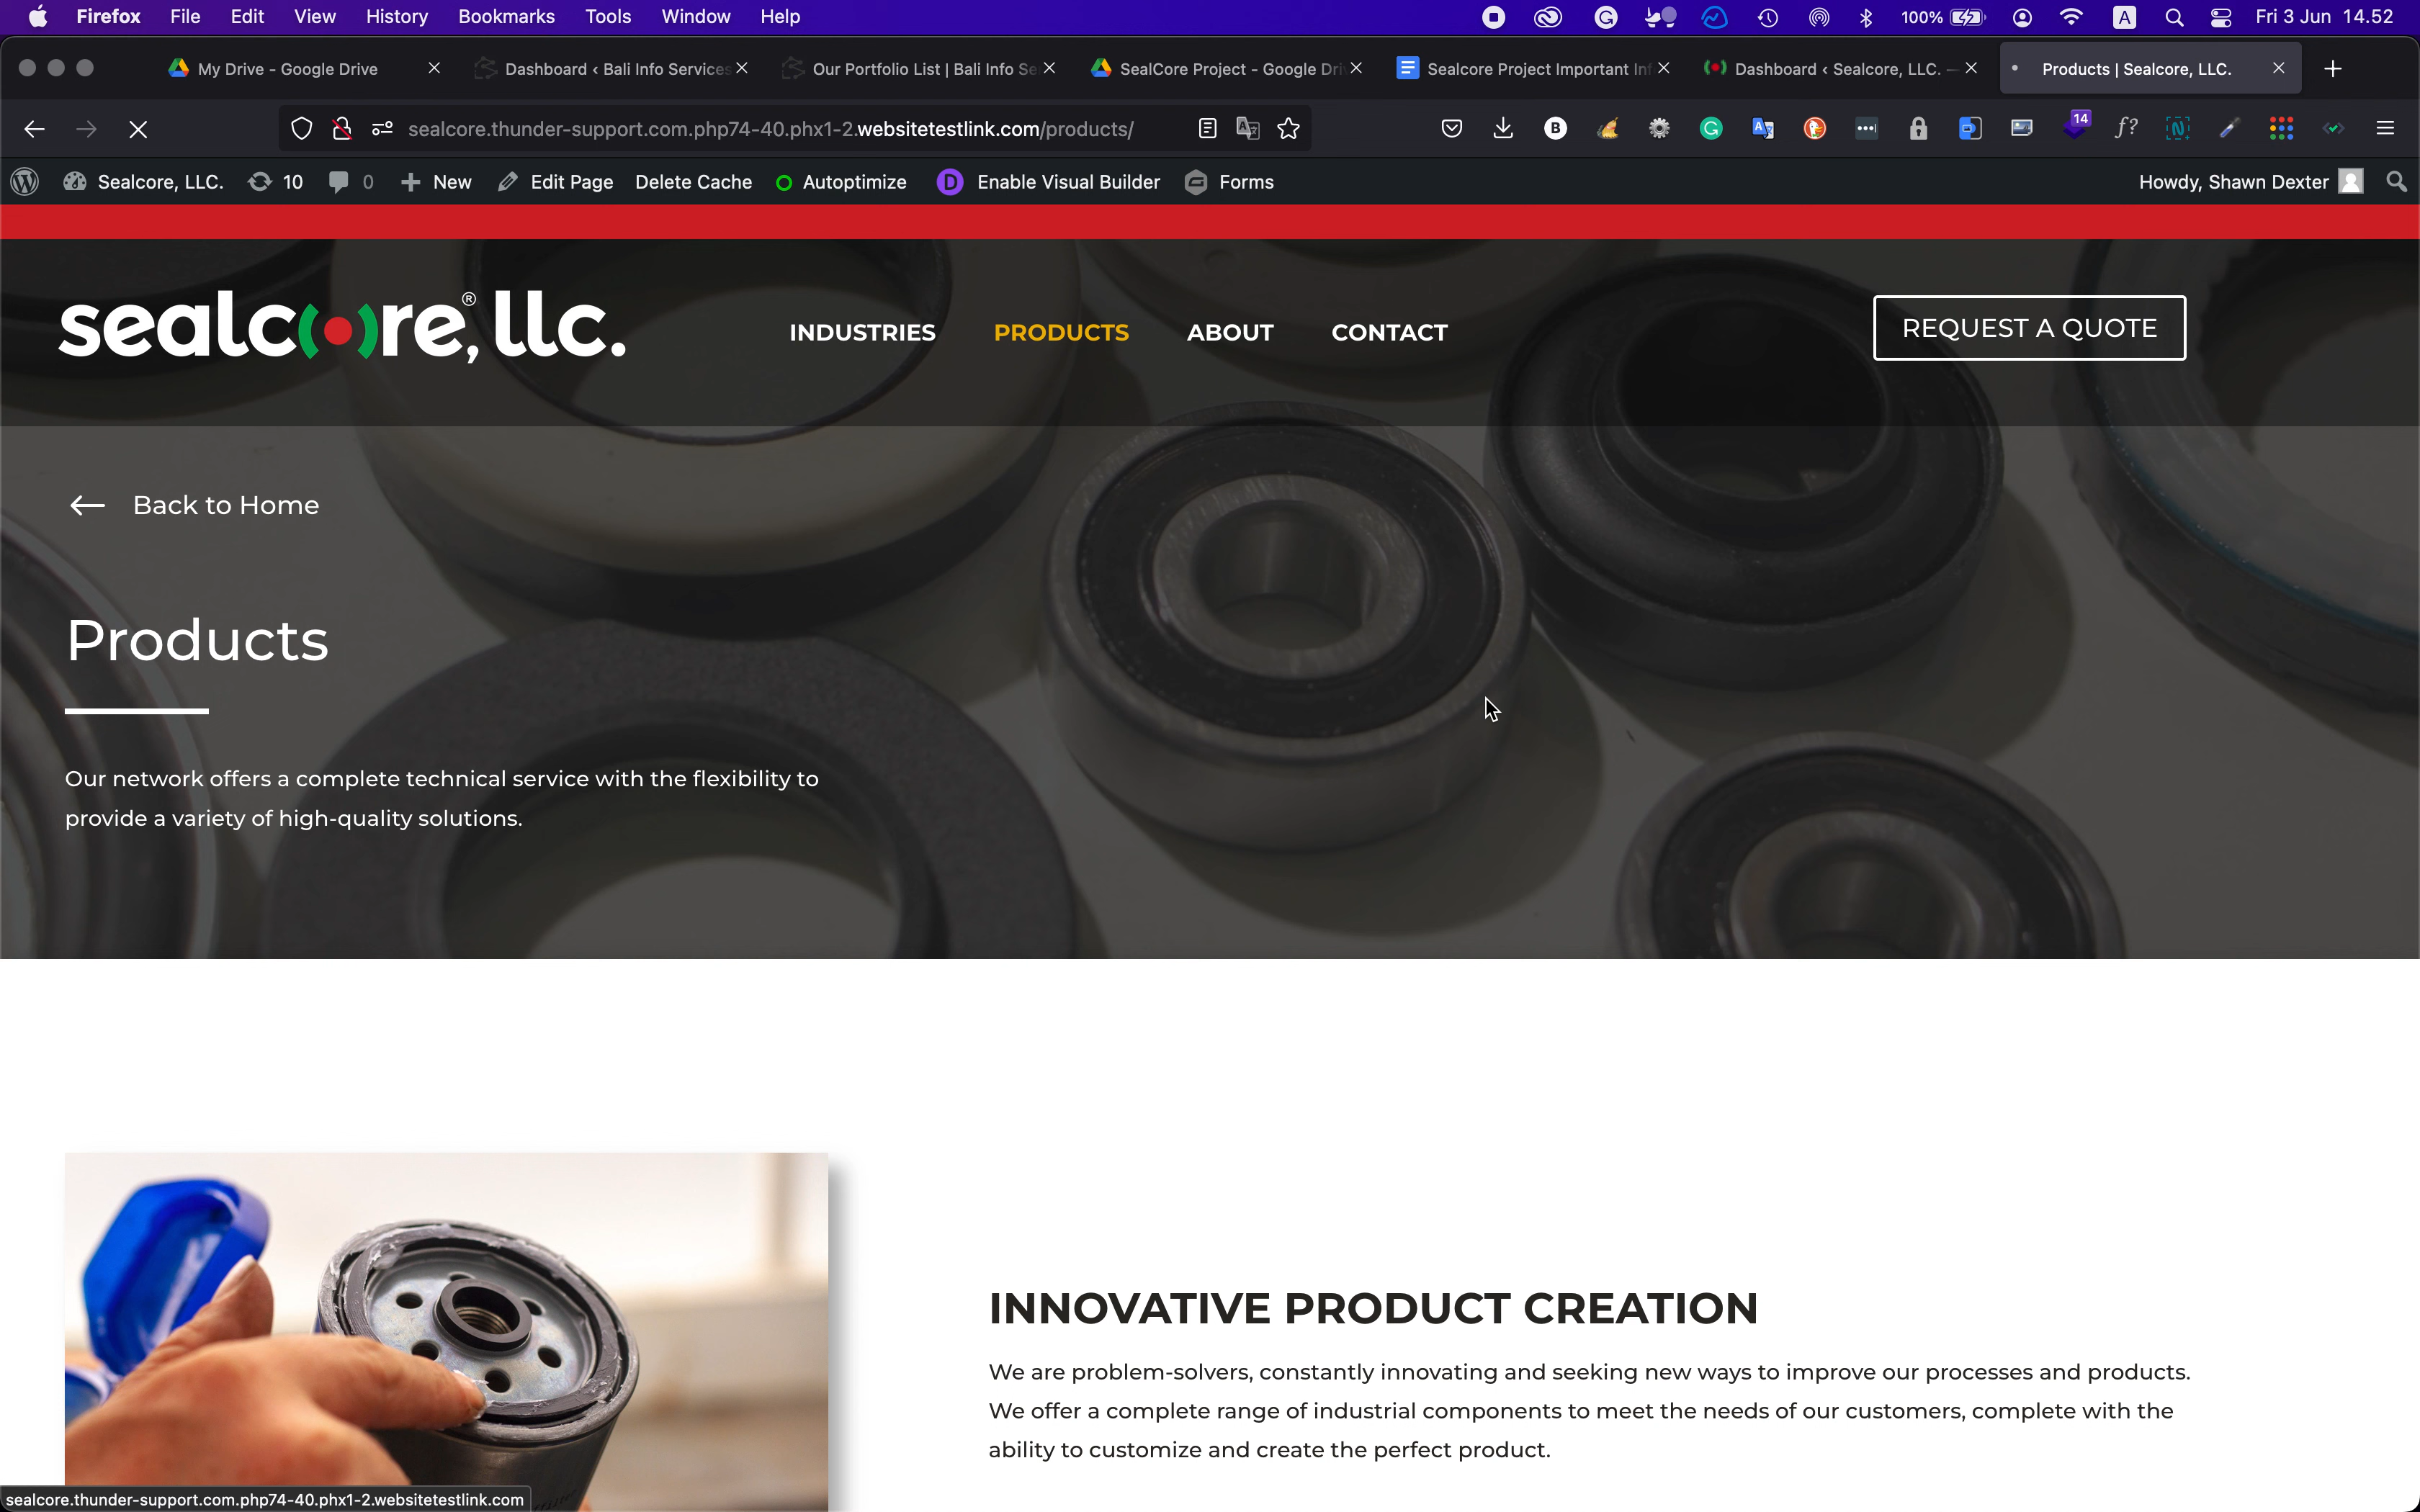 Firefox File Edit View History Bookmarks Tools Window Help 100% A Fri 3 Jun 14.52
My Drive - Google Drive Dashboard ‹ Bali Info Services Our Portfolio List | Bali Info Se SealCore Project - Google Dri Sealcore Project Important Inf Dashboard ‹ Sealcore, LLC. — Products | Sealcore, LLC.
sealcore.thunder-support.com.php74-40.phx1-2.websitetestlink.com/products/ B 14 f?
Sealcore, LLC. 10 0 New Edit Page Delete Cache Autoptimize D Enable Visual Builder Forms Howdy, Shawn Dexter
sealcore,® llc. INDUSTRIES PRODUCTS ABOUT CONTACT REQUEST A QUOTE
Back to Home
Products
Our network offers a complete technical service with the flexibility to
provide a variety of high-quality solutions.
INNOVATIVE PRODUCT CREATION
We are problem-solvers, constantly innovating and seeking new ways to improve our processes and products.
We offer a complete range of industrial components to meet the needs of our customers, complete with the
ability to customize and create the perfect product.
sealcore.thunder-support.com.php74-40.phx1-2.websitetestlink.com